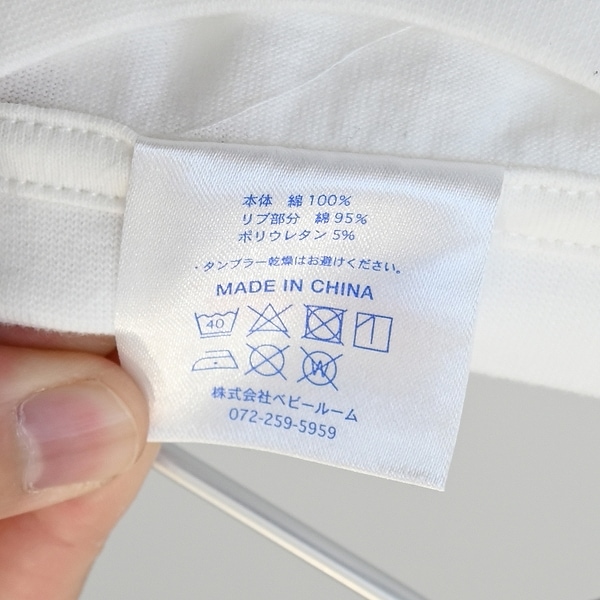 本体 綿 100%
リブ部分 綿 95%
ポリウレタン 5%
・タンブラー乾燥はお避けください。
MADE IN CHINA
40
W
株式会社ベビールーム
072-259-5959